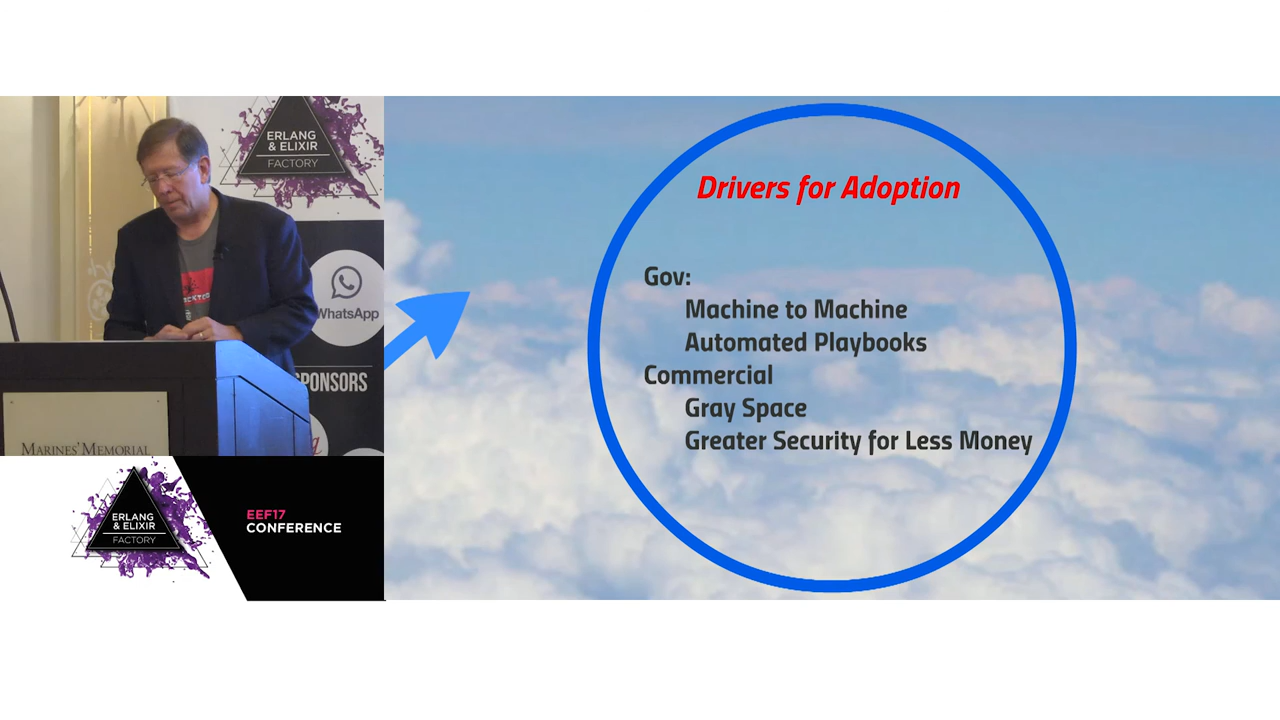 ERLANG
& ELIXIR
FACTORY
WhatsApp
SPONSORS
MARINES' MEMORIAL
ERLANG
& ELIXIR
FACTORY
EEF17
CONFERENCE
Drivers for Adoption
Gov:
Machine to Machine
Automated Playbooks
Commercial
Gray Space
Greater Security for Less Money